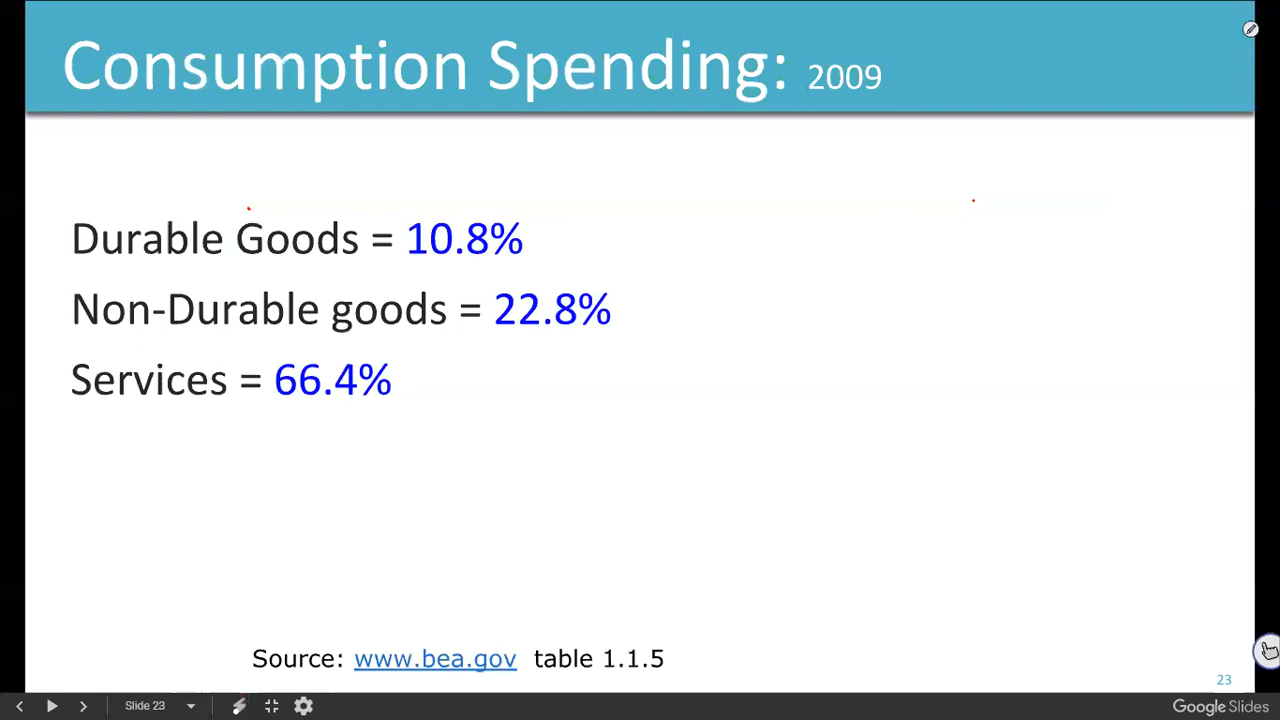 Consumption Spending: 2009
Durable Goods = 10.8%
Non-Durable goods = 22.8%
Services = 66.4%
Source: www.bea.gov table 1.1.5
23
Slide 23
Google Slides